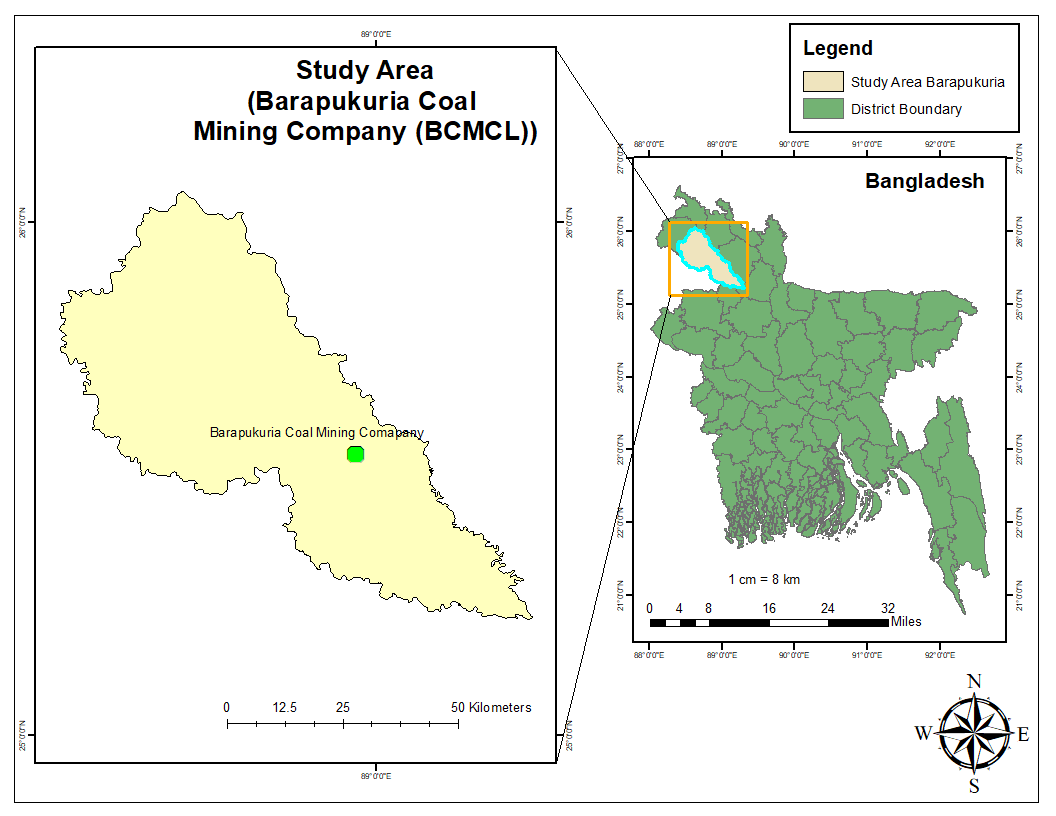 89°0'0"E
Study Area
(Barapukuria Coal
Mining Company (BCMCL))
26°0'0"N
26°0'0"N
Barapukuria Coal Mining Comapany
0 12.5 25 50 Kilometers
25°0'0"N
25°0'0"N
89°0'0"E
Legend
Study Area Barapukuria
District Boundary
88°0'0"E 89°0'0"E 90°0'0"E 91°0'0"E 92°0'0"E
Bangladesh
27°0'0"N
26°0'0"N
25°0'0"N
24°0'0"N
23°0'0"N
22°0'0"N
21°0'0"N
27°0'0"N
26°0'0"N
25°0'0"N
24°0'0"N
23°0'0"N
22°0'0"N
21°0'0"N
1 cm = 8 km
0 4 8 16 24 32
Miles
88°0'0"E 89°0'0"E 90°0'0"E 91°0'0"E 92°0'0"E
N
W E
S